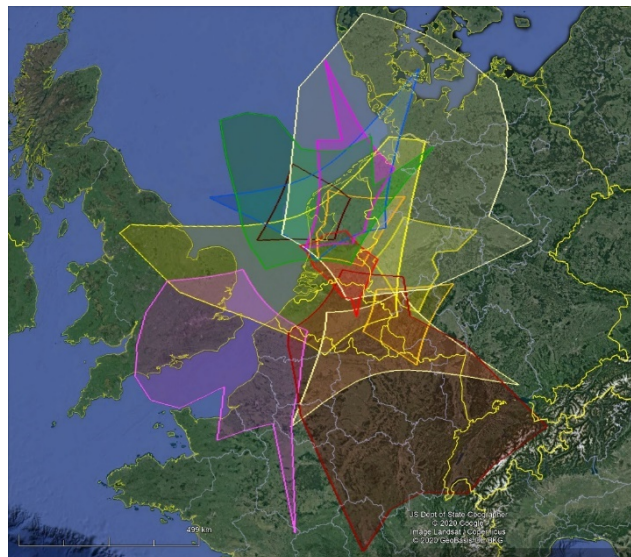 US Dept of State Geographer
© 2020 Google
Image Landsat / Copernicus
© 2020 GeoBasis-DE/BKG
499 km